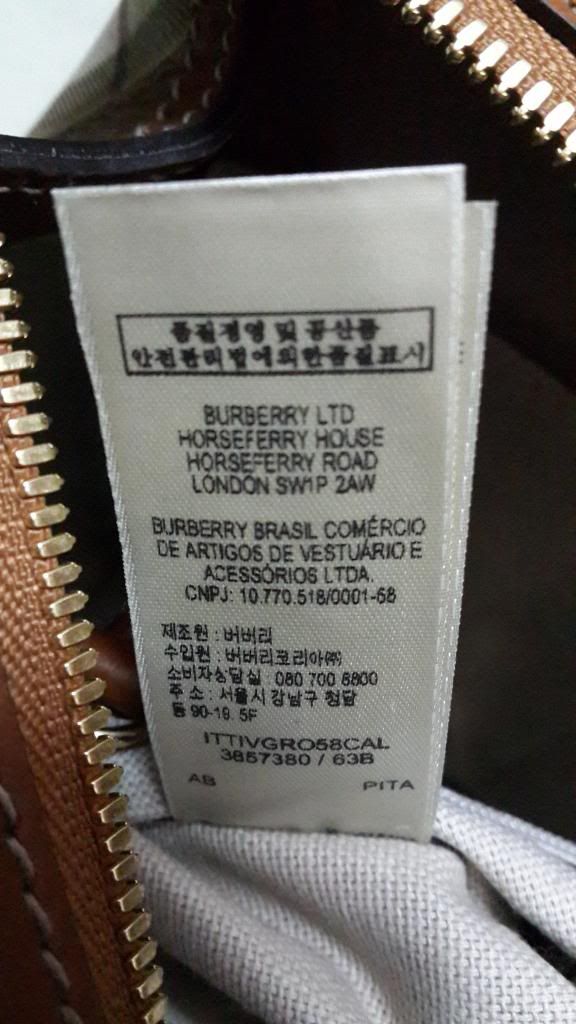 품질경영 및 공산품
안전관리법에의한품질표시
BURBERRY LTD
HORSEFERRY HOUSE
HORSEFERRY ROAD
LONDON SW1P 2AW
BURBERRY BRASIL COMÉRCIO
DE ARTIGOS DE VESTUÁRIO E
ACESSÓRIOS LTDA.
CNPJ: 10.770.518/0001-68
제조원 : 버버리
수입원 : 버버리코리아㈜
소비자상담실 : 080 700 8800
주 소 : 서울시 강남구 청담
동 90-19. 5F
ITTIVGRO58CAL
3857380 / 63B
AB PITA